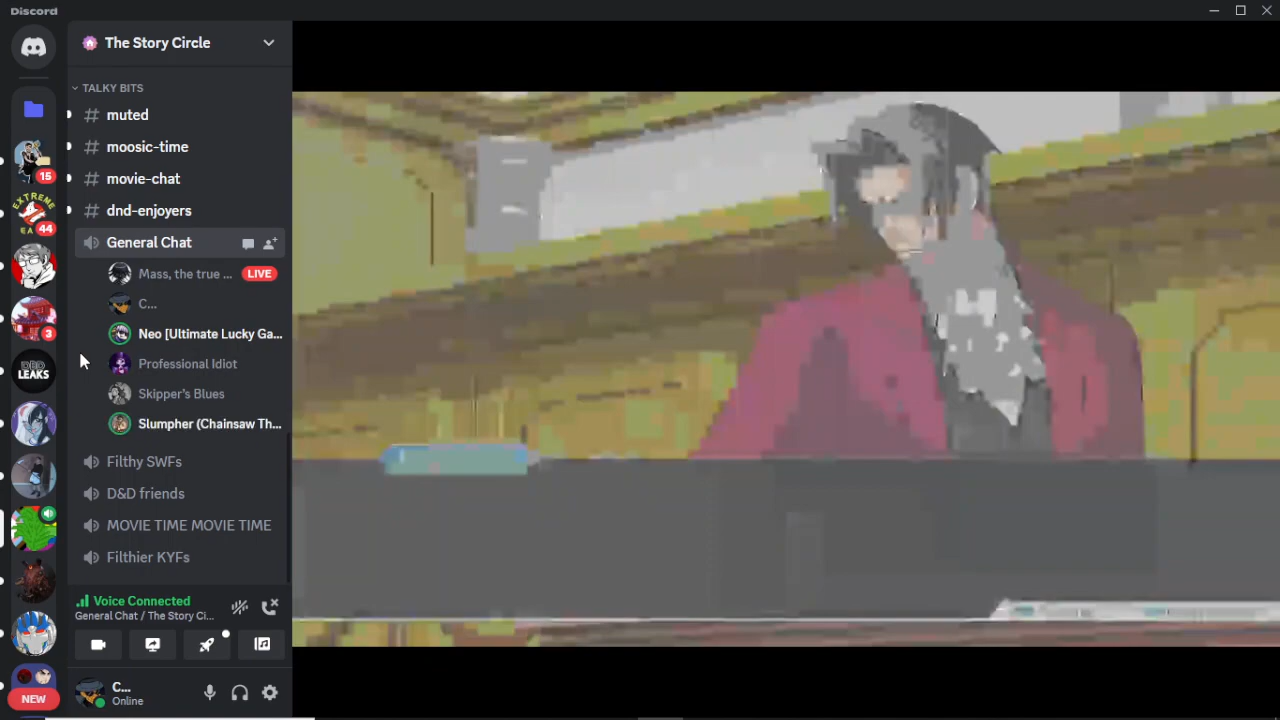 Discord
The Story Circle
TALKY BITS
muted
moosic-time
movie-chat
dnd-enjoyers
General Chat
Mass, the true ...
LIVE
C...
Neo [Ultimate Lucky Ga...
Professional Idiot
Skipper's Blues
Slumpher (Chainsaw Th...
Filthy SWFs
D&D friends
MOVIE TIME MOVIE TIME
Filthier KYFs
Voice Connected
General Chat / The Story Ci...
C...
Online
15
EXTREME
44
3
LEAKS
NEW